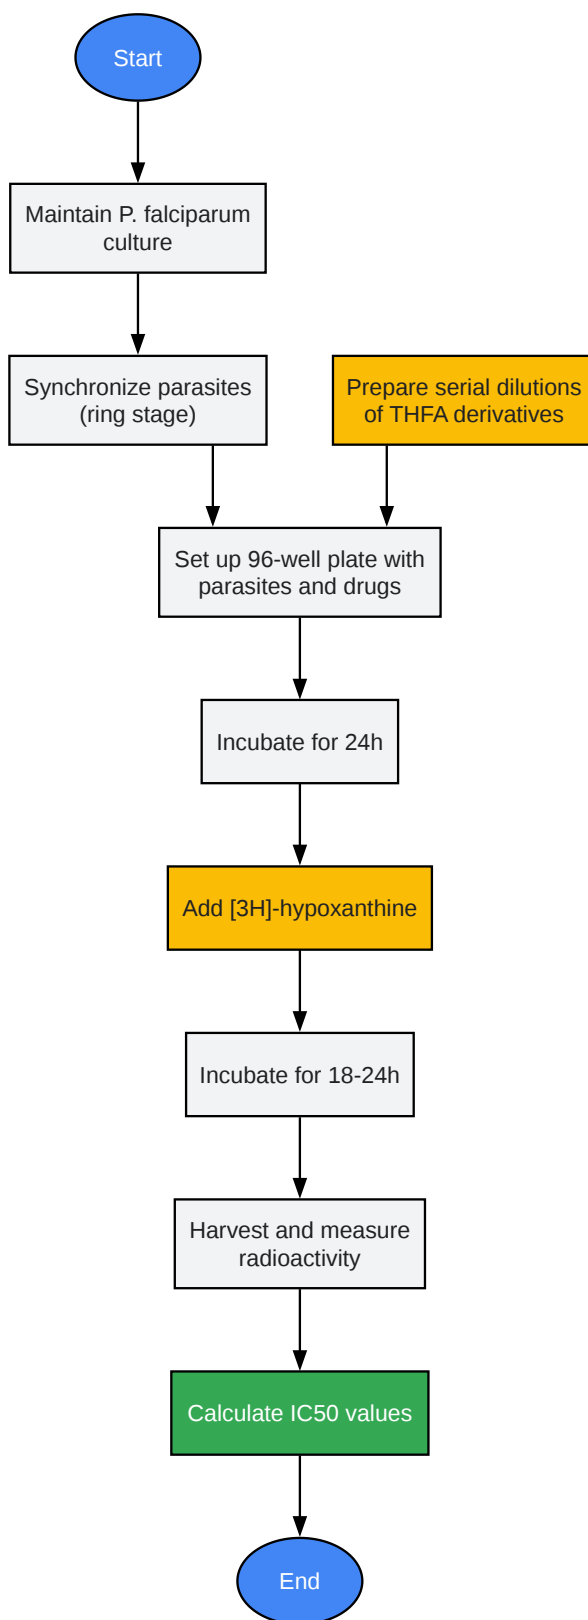 Start
Maintain P. falciparum
culture
Synchronize parasites
(ring stage)
Prepare serial dilutions
of THFA derivatives
Set up 96-well plate with
parasites and drugs
Incubate for 24h
Add [3H]-hypoxanthine
Incubate for 18-24h
Harvest and measure
radioactivity
Calculate IC50 values
End